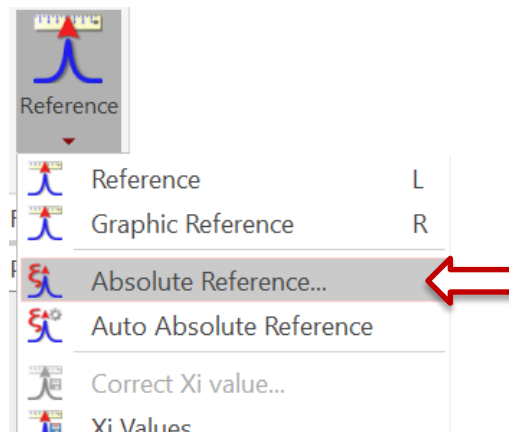 Reference
Reference L
Graphic Reference R
Absolute Reference...
Auto Absolute Reference
Correct Xi value...
Xi Values